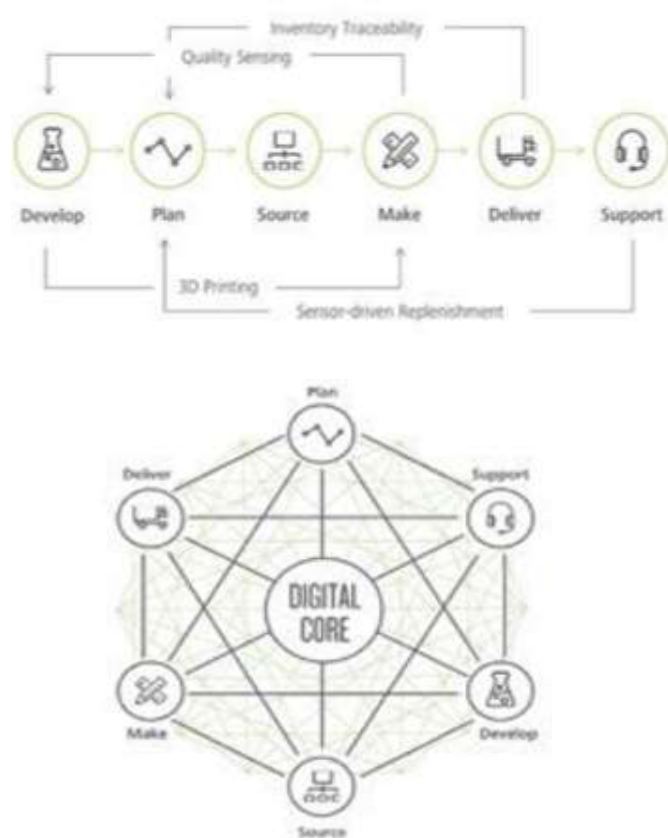 Inventory Traceability
Quality Sensing
Develop
Plan
Source
Make
Deliver
Support
3D Printing
Sensor-driven Replenishment
Plan
Deliver
Support
DIGITAL
CORE
Make
Develop
Source